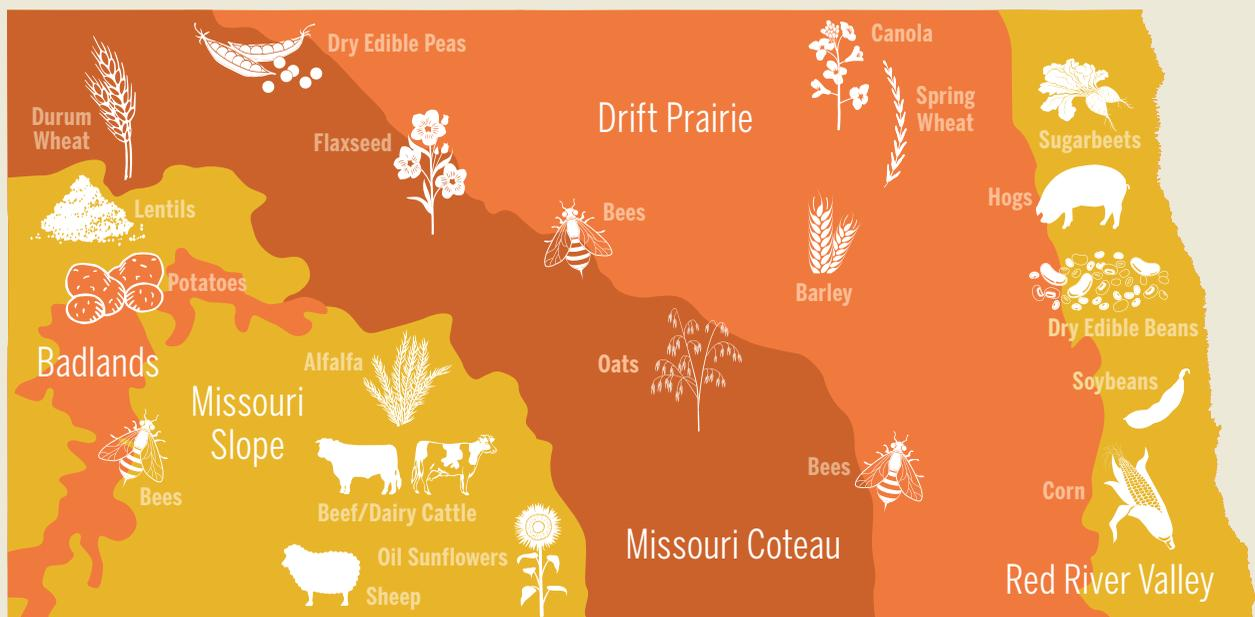 Dry Edible Peas
Canola
Durum
Wheat
Spring
Wheat
Drift Prairie
Flaxseed
Sugarbeets
Lentils
Bees
Hogs
Potatoes
Barley
Dry Edible Beans
Badlands
Alfalfa
Oats
Soybeans
Missouri
Slope
Bees
Bees
Corn
Beef/Dairy Cattle
Missouri Coteau
Oil Sunflowers
Red River Valley
Sheep